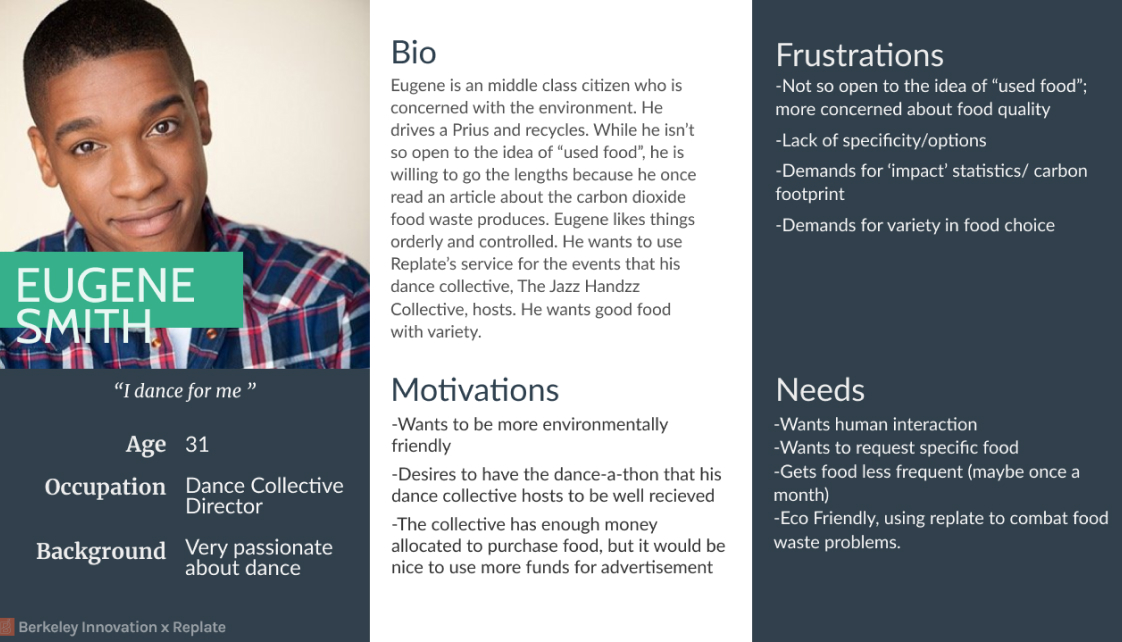 EUGENE
SMITH
“I dance for me ”
Age 31
Occupation Dance Collective
Director
Background Very passionate
about dance
Berkeley Innovation x Replate
Bio
Eugene is an middle class citizen who is
concerned with the environment. He
drives a Prius and recycles. While he isn’t
so open to the idea of “used food”, he is
willing to go the lengths because he once
read an article about the carbon dioxide
food waste produces. Eugene likes things
orderly and controlled. He wants to use
Replate’s service for the events that his
dance collective, The Jazz Handzz
Collective, hosts. He wants good food
with variety.
Motivations
-Wants to be more environmentally
friendly
-Desires to have the dance-a-thon that his
dance collective hosts to be well recieved
-The collective has enough money
allocated to purchase food, but it would be
nice to use more funds for advertisement
Frustrations
-Not so open to the idea of “used food”;
more concerned about food quality
-Lack of specificity/options
-Demands for ‘impact’ statistics/ carbon
footprint
-Demands for variety in food choice
Needs
-Wants human interaction
-Wants to request specific food
-Gets food less frequent (maybe once a
month)
-Eco Friendly, using replate to combat food
waste problems.